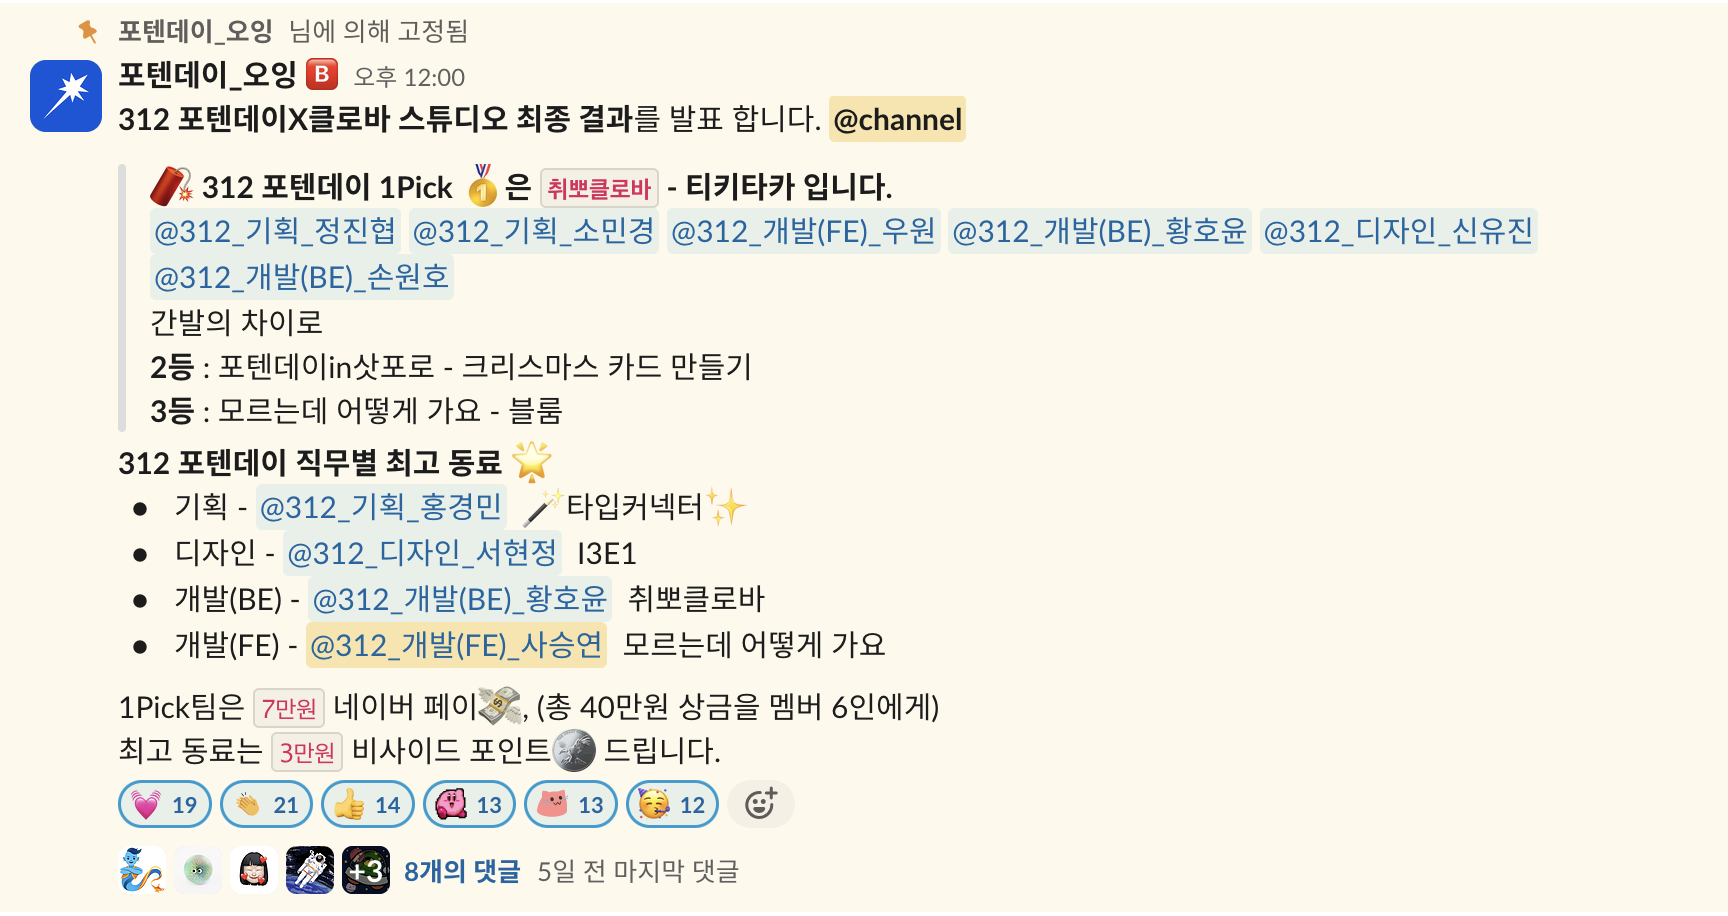 포텐데이_오잉 님에 의해 고정됨
포텐데이_오잉 B 오후 12:00
312 포텐데이X클로바 스튜디오 최종 결과를 발표 합니다. @channel
312 포텐데이 1Pick 🥇은 취뽀클로바 - 티키타카 입니다.
@312_기획_정진협 @312_기획_소민경 @312_개발(FE)_우원 @312_개발(BE)_황호윤 @312_디자인_신유진
@312_개발(BE)_손원호
간발의 차이로
2등 : 포텐데이in삿포로 - 크리스마스 카드 만들기
3등 : 모르는데 어떻게 가요 - 블룸
312 포텐데이 직무별 최고 동료 🌟
• 기획 - @312_기획_홍경민 🪄타입커넥터✨
• 디자인 - @312_디자인_서현정 I3E1
• 개발(BE) - @312_개발(BE)_황호윤 취뽀클로바
• 개발(FE) - @312_개발(FE)_사승연 모르는데 어떻게 가요
1Pick팀은 7만원 네이버 페이💸, (총 40만원 상금을 멤버 6인에게)
최고 동료는 3만원 비사이드 포인트🪙 드립니다.
19 21 14 13 13 12
+3 8개의 댓글 5일 전 마지막 댓글